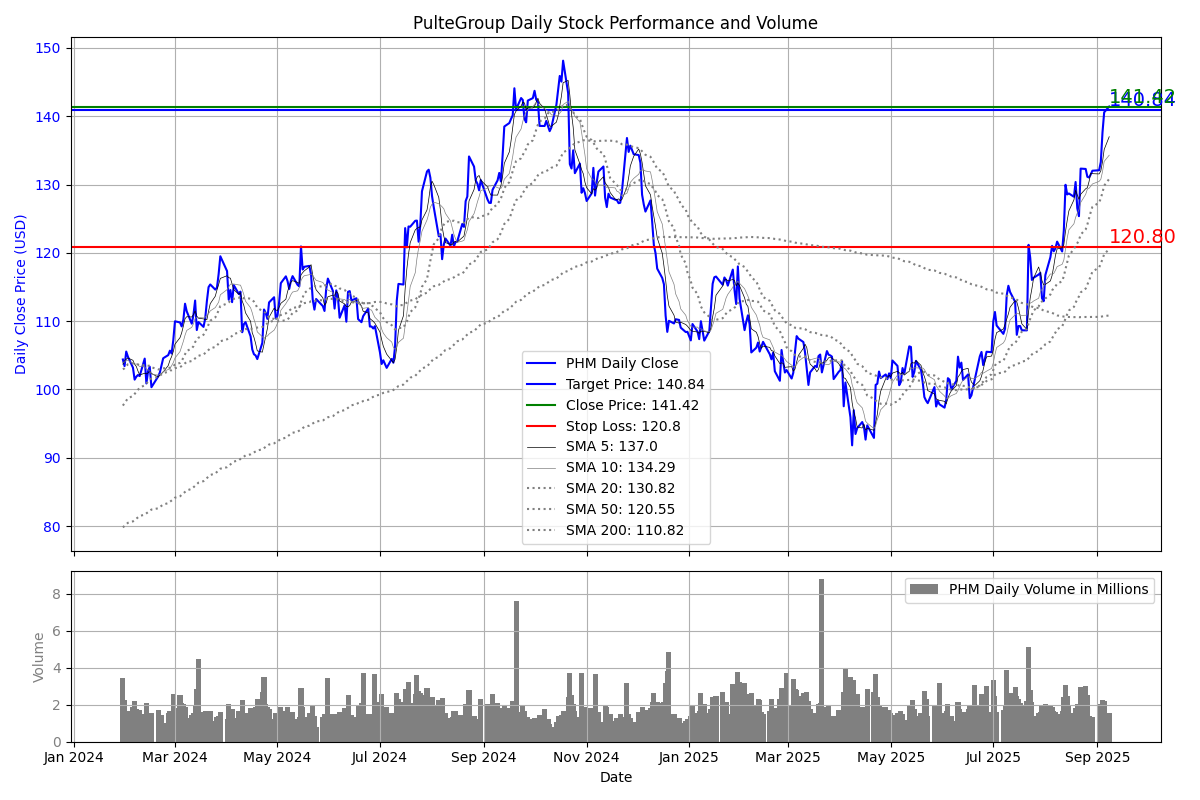 PulteGroup Daily Stock Performance and Volume
150
140
130
120
110
100
90
80
Daily Close Price (USD)
141.42
140.84
120.80
PHM Daily Close
Target Price: 140.84
Close Price: 141.42
Stop Loss: 120.8
SMA 5: 137.0
SMA 10: 134.29
SMA 20: 130.82
SMA 50: 120.55
SMA 200: 110.82
8
6
4
2
0
Volume
PHM Daily Volume in Millions
Jan 2024 Mar 2024 May 2024 Jul 2024 Sep 2024 Nov 2024 Jan 2025 Mar 2025 May 2025 Jul 2025 Sep 2025
Date